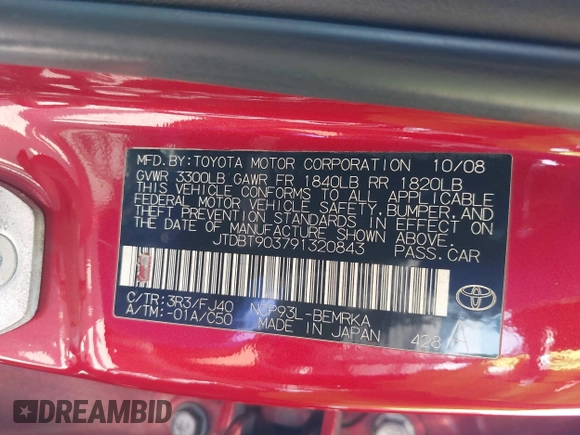 MFD.BY:TOYOTA MOTOR CORPORATION 10/08
GVWR 3300LB GAWR FR 1840LB RR 1820LB
THIS VEHICLE CONFORMS TO ALL APPLICABLE
FEDERAL MOTOR VEHICLE SAFETY,BUMPER,AND
THEFT PREVENTION STANDARDS IN EFFECT ON
THE DATE OF MANUFACTURE SHOWN ABOVE.
JTDBT903791320843 PASS.CAR
C/TR:3R3/FJ40 NCP93L-BEMRKA
A/TM:-01A/C50 MADE IN JAPAN 428 A
DREAMBID